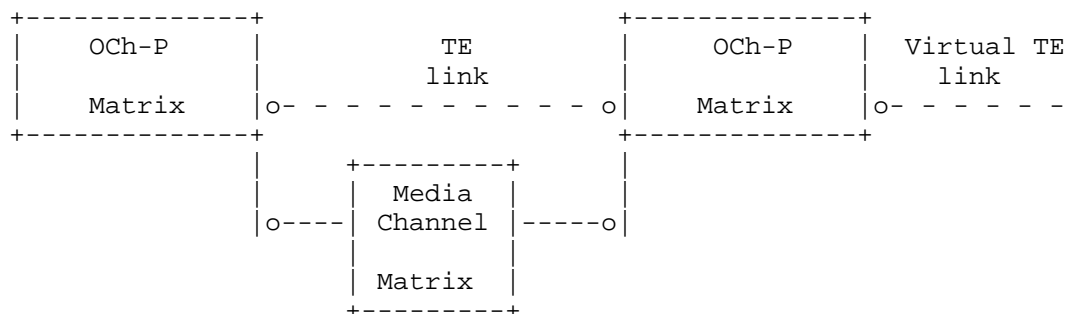 OCh-P TE OCh-P Virtual TE
link link
Matrix Matrix
Media
Channel
Matrix